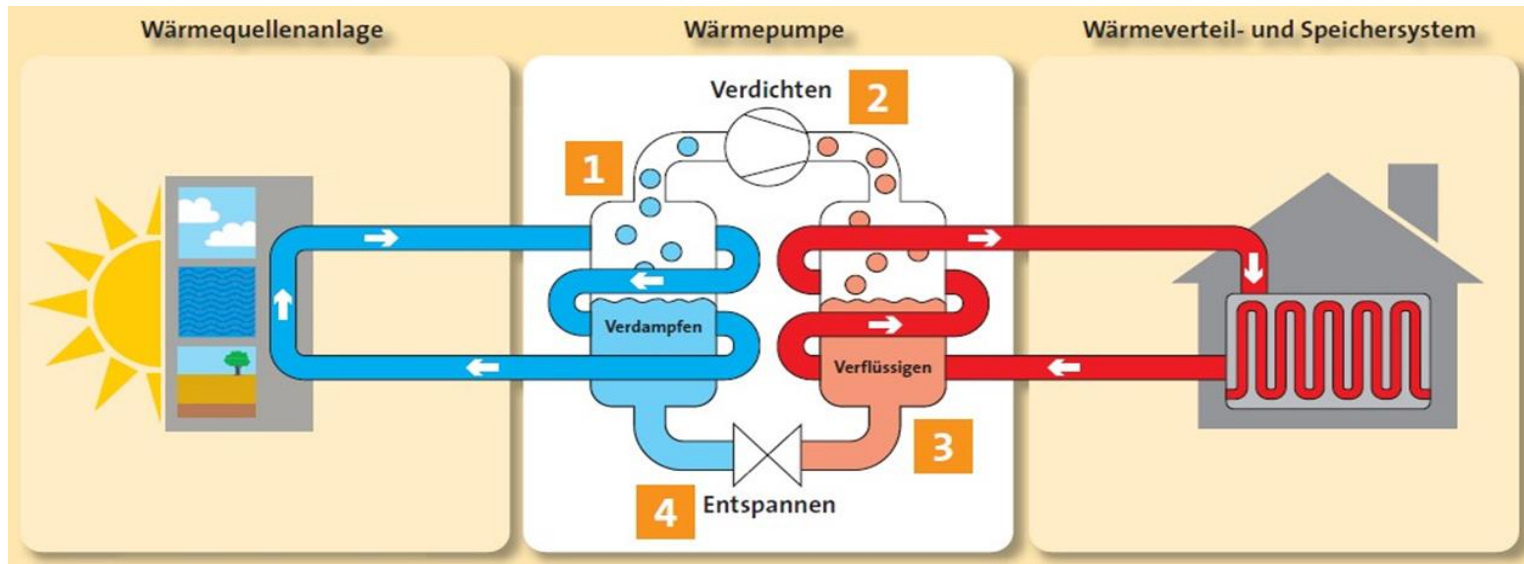 Wärmequellenanlage
Wärmepumpe
Wärmeverteil- und Speichersystem
Verdichten
2
1
Verdampfen
Verflüssigen
3
4
Entspannen